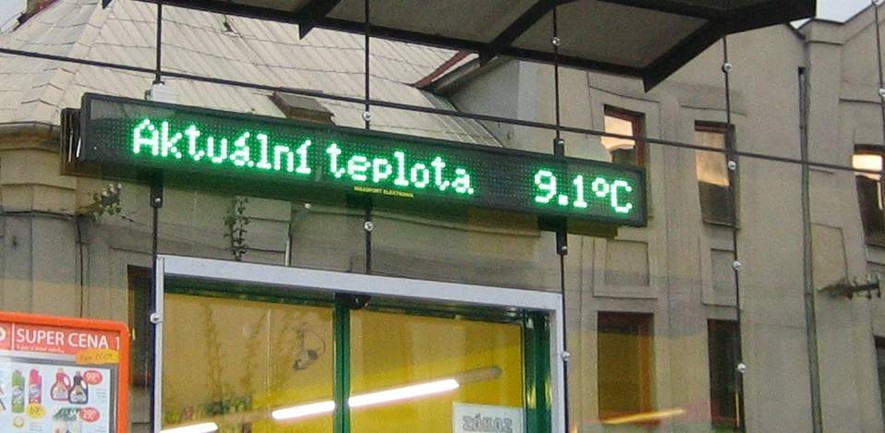 Aktuální teplota 9.1°C
SUPER CENA